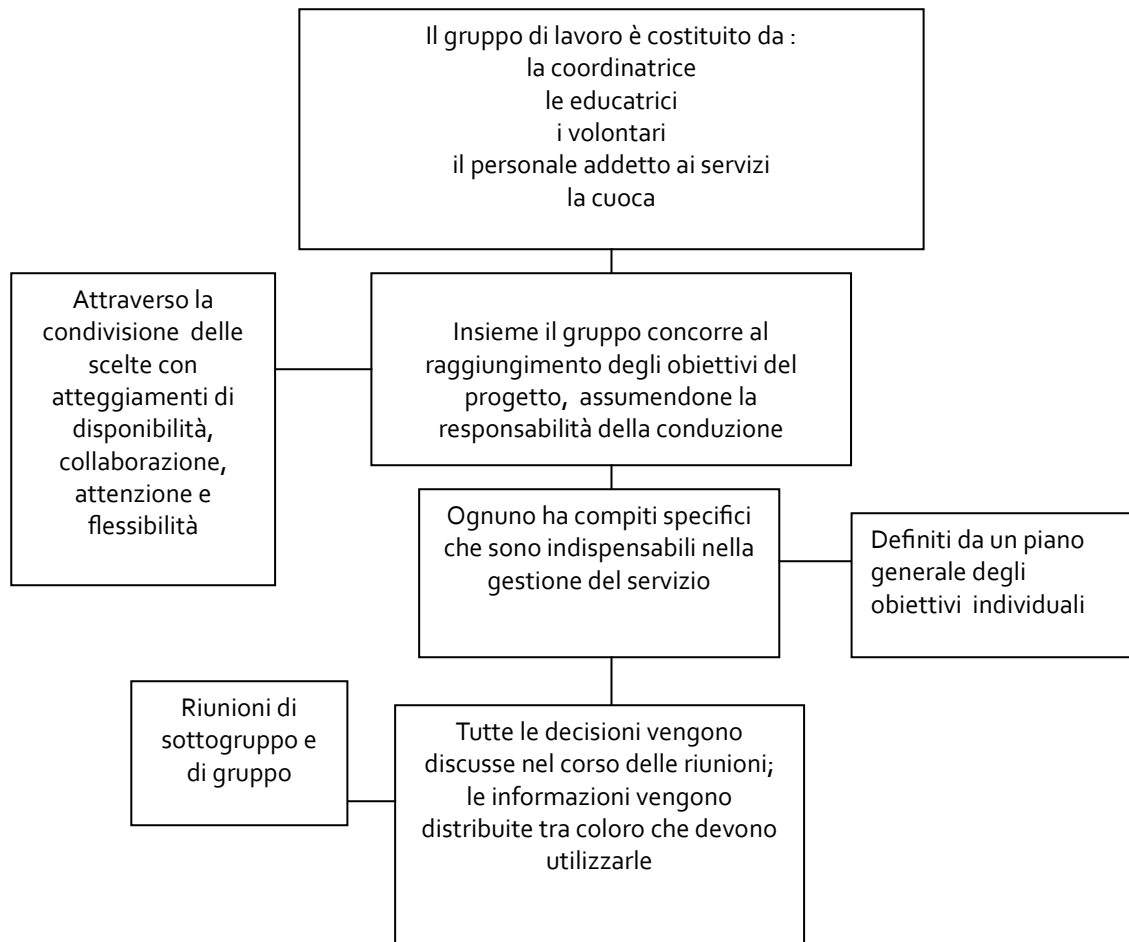 Il gruppo di lavoro è costituito da :
la coordinatrice
le educatrici
i volontari
il personale addetto ai servizi
la cuoca
Attraverso la
condivisione delle
scelte con
atteggiamenti di
disponibilità,
collaborazione,
attenzione e
flessibilità
Insieme il gruppo concorre al
raggiungimento degli obiettivi del
progetto, assumendone la
responsabilità della conduzione
Ognuno ha compiti specifici
che sono indispensabili nella
gestione del servizio
Definiti da un piano
generale degli
obiettivi individuali
Riunioni di
sottogruppo e
di gruppo
Tutte le decisioni vengono
discusse nel corso delle riunioni;
le informazioni vengono
distribuite tra coloro che devono
utilizzarle